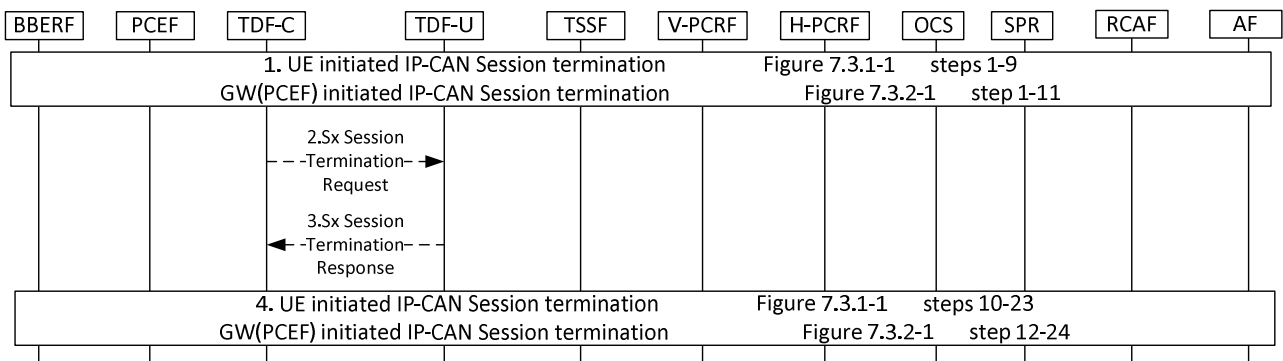 BBERF PCEF TDF-C TDF-U TSSF V-PCRF H-PCRF OCS SPR RCAF AF
1. UE initiated IP-CAN Session termination Figure 7.3.1-1 steps 1-9
GW(PCEF) initiated IP-CAN Session termination Figure 7.3.2-1 step 1-11
2.Sx Session
Termination
Request
3.Sx Session
Termination
Response
4. UE initiated IP-CAN Session termination Figure 7.3.1-1 steps 10-23
GW(PCEF) initiated IP-CAN Session termination Figure 7.3.2-1 step 12-24